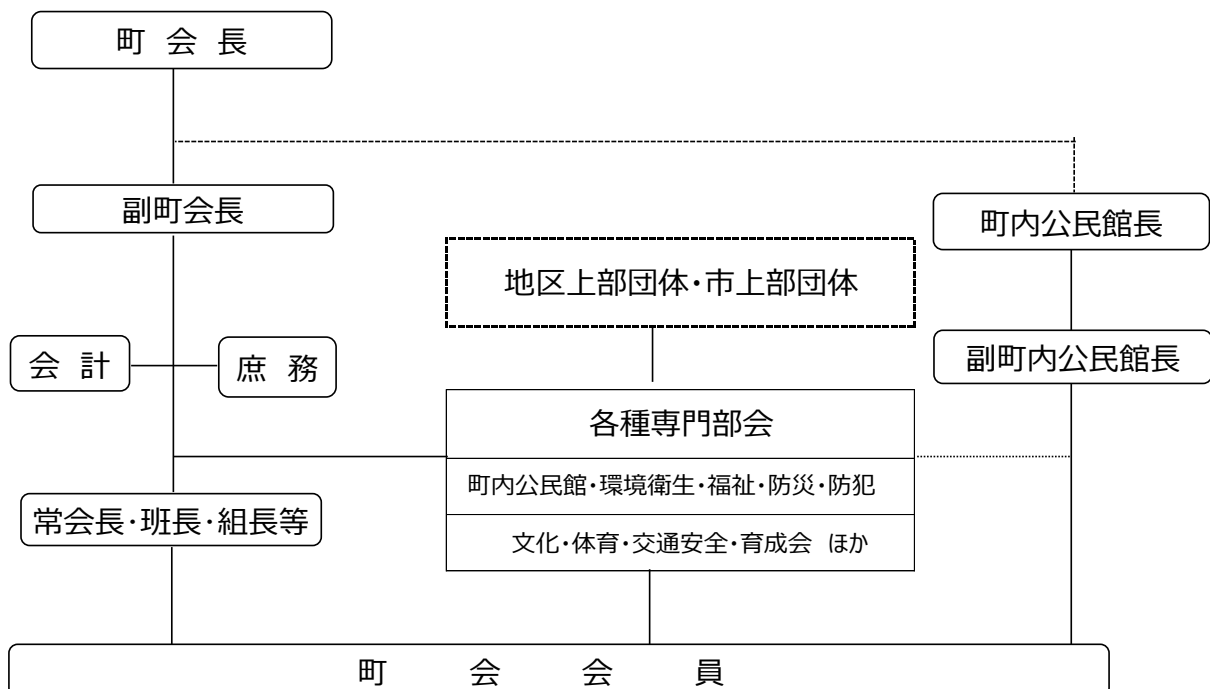 町 会 長
副町会長
町内公民館長
地区上部団体・市上部団体
副町内公民館長
会 計
庶 務
各種専門部会
町内公民館・環境衛生・福祉・防災・防犯
常会長・班長・組長等
文化・体育・交通安全・育成会 ほか
町 会 会 員